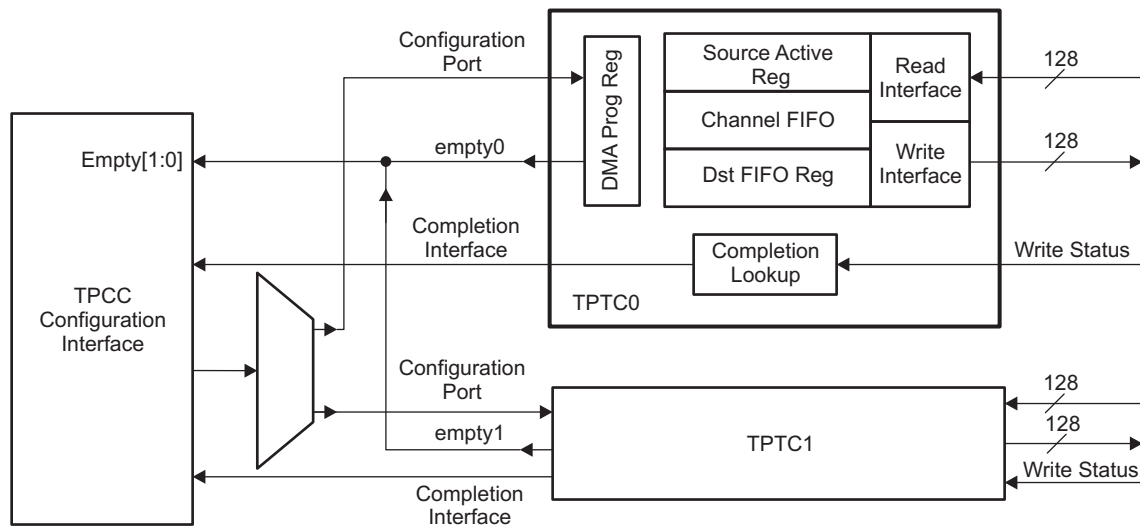 Configuration
Port
DMA Prog Reg
Source Active
Reg
Read
Interface
128
Channel FIFO
Empty[1:0]
empty0
Dst FIFO Reg
Write
Interface
128
Completion
Interface
Completion
Lookup
Write Status
TPTC0
TPCC
Configuration
Interface
Configuration
Port
128
empty1
TPTC1
128
Write Status
Completion
Interface